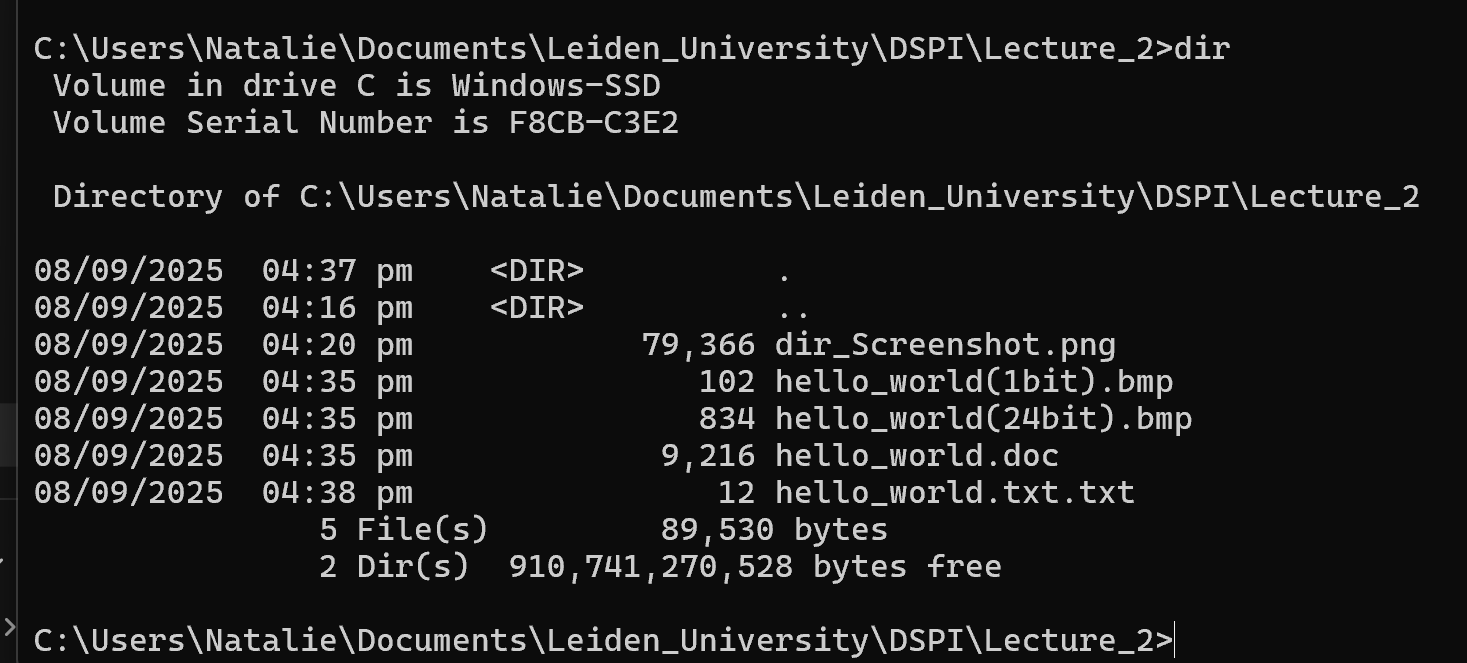 C:\Users\Natalie\Documents\Leiden_University\DSPI\Lecture_2>dir
 Volume in drive C is Windows-SSD
 Volume Serial Number is F8CB-C3E2

 Directory of C:\Users\Natalie\Documents\Leiden_University\DSPI\Lecture_2

08/09/2025  04:37 pm    <DIR>          .
08/09/2025  04:16 pm    <DIR>          ..
08/09/2025  04:20 pm            79,366 dir_Screenshot.png
08/09/2025  04:35 pm               102 hello_world(1bit).bmp
08/09/2025  04:35 pm               834 hello_world(24bit).bmp
08/09/2025  04:35 pm             9,216 hello_world.doc
08/09/2025  04:38 pm                12 hello_world.txt.txt
               5 File(s)         89,530 bytes
               2 Dir(s)  910,741,270,528 bytes free

C:\Users\Natalie\Documents\Leiden_University\DSPI\Lecture_2>